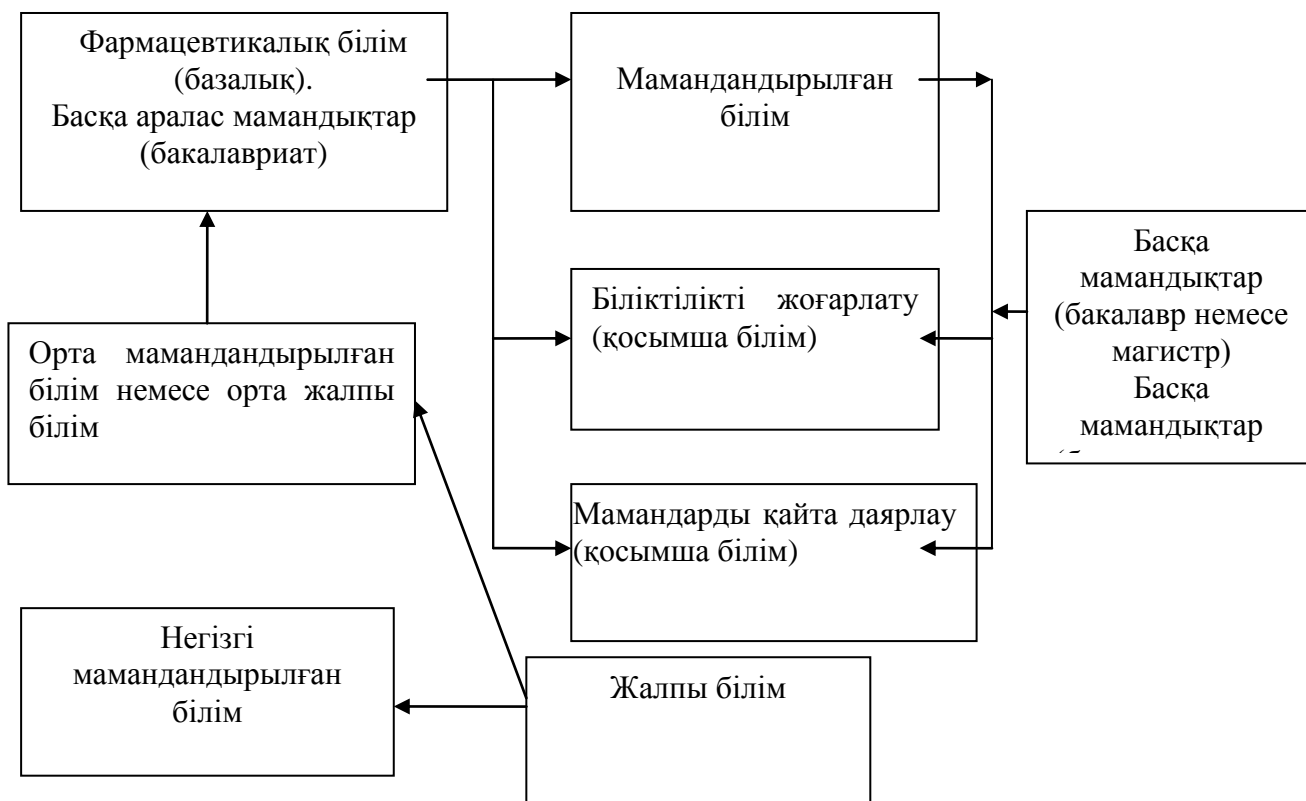 Фармацевтикалық білім
(базалық).
Басқа аралас мамандықтар
(бакалавриат)
Мамандандырылған
білім
Басқа
мамандықтар
(бакалавр немесе
магистр)
Басқа
мамандықтар
Біліктілікті жоғарлату
(қосымша білім)
Орта мамандандырылған
білім немесе орта жалпы
білім
Мамандарды қайта даярлау
(қосымша білім)
Негізгі
мамандандырылған
білім
Жалпы білім